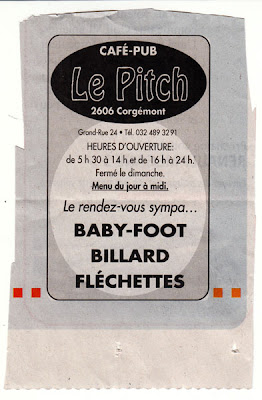 CAFÉ-PUB
Le Pitch
2606 Corgémont
Grand-Rue 24 • Tél. 032 489 32 91
HEURES D'OUVERTURE:
de 5 h 30 à 14 h et de 16 h à 24 h.
Fermé le dimanche.
Menu du jour à midi.
Le rendez-vous sympa...
BABY-FOOT
BILLARD
FLÉCHETTES